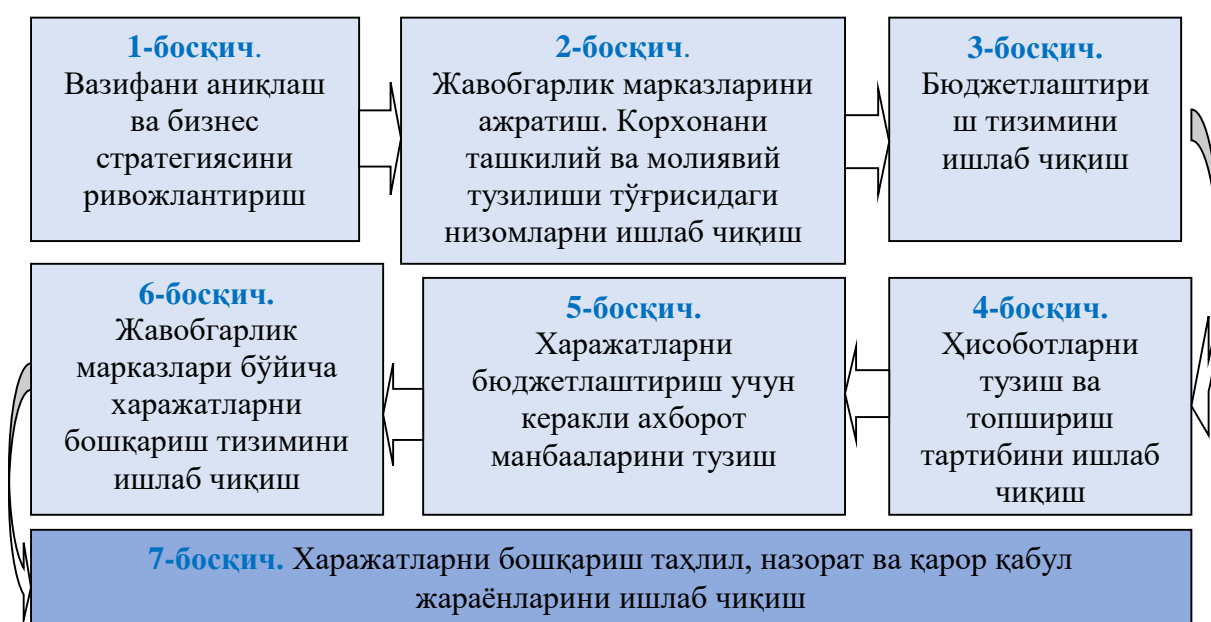 1-босқич.
Вазифани аниқлаш
ва бизнес
стратегиясини
ривожлантириш
2-босқич.
Жавобгарлик марказларини
ажратиш. Корхонани
ташкилий ва молиявий
тузилиши тўғрисидаги
низомларни ишлаб чиқиш
3-босқич.
Бюджетлаштири
ш тизимини
ишлаб чиқиш
4-босқич.
Ҳисоботларни
тузиш ва
топшириш
тартибини ишлаб
чиқиш
5-босқич.
Харажатларни
бюджетлаштириш учун
керакли ахборот
манбааларини тузиш
6-босқич.
Жавобгарлик
марказлари бўйича
харажатларни
бошқариш тизимини
ишлаб чиқиш
7-босқич. Харажатларни бошқариш таҳлил, назорат ва қарор қабул
жараёнларини ишлаб чиқиш